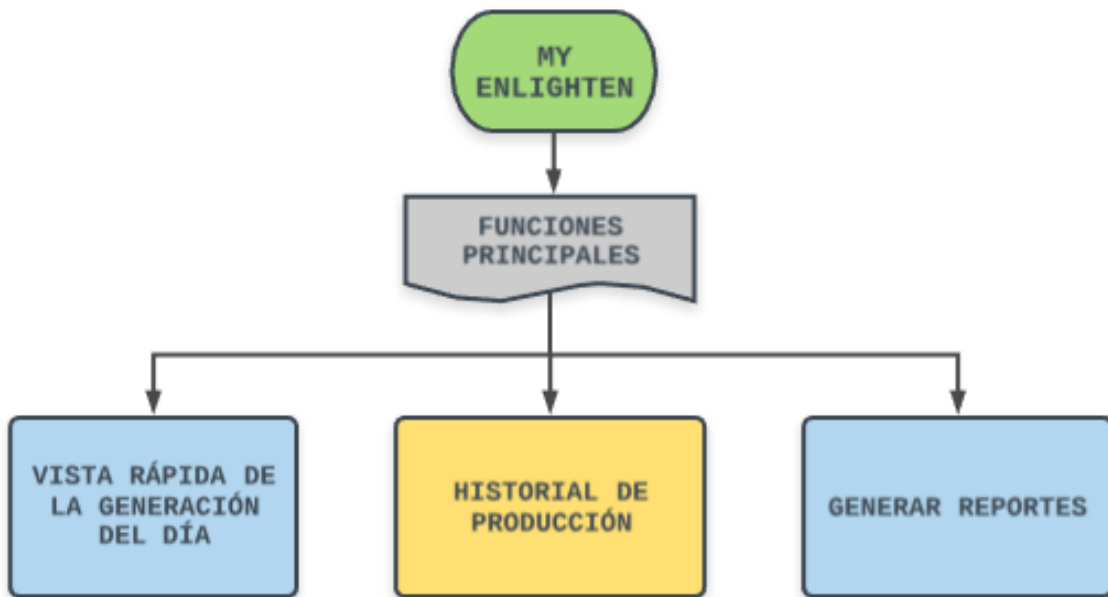 MY
ENLIGHTEN
FUNCIONES
PRINCIPALES
VISTA RÁPIDA DE
LA GENERACIÓN
DEL DÍA
HISTORIAL DE
PRODUCCIÓN
GENERAR REPORTES